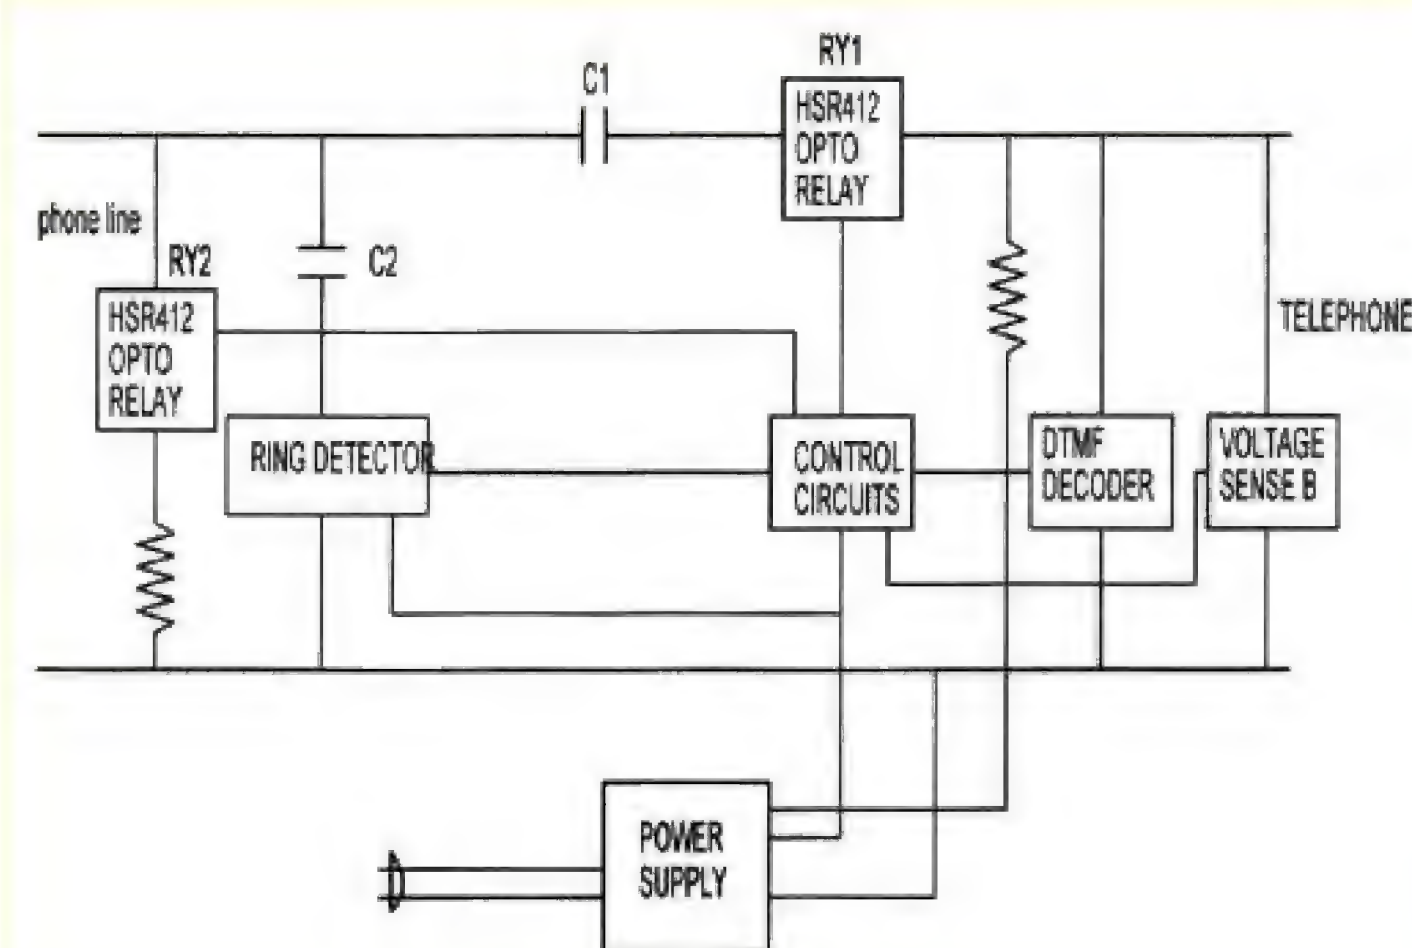 RY1
C1
HSR412
OPTO
RELAY
phone line
RY2
C2
HSR412
OPTO
RELAY
TELEPHONE
RING DETECTOR
CONTROL
CIRCUITS
DTMF
DECODER
VOLTAGE
SENSE B
POWER
SUPPLY